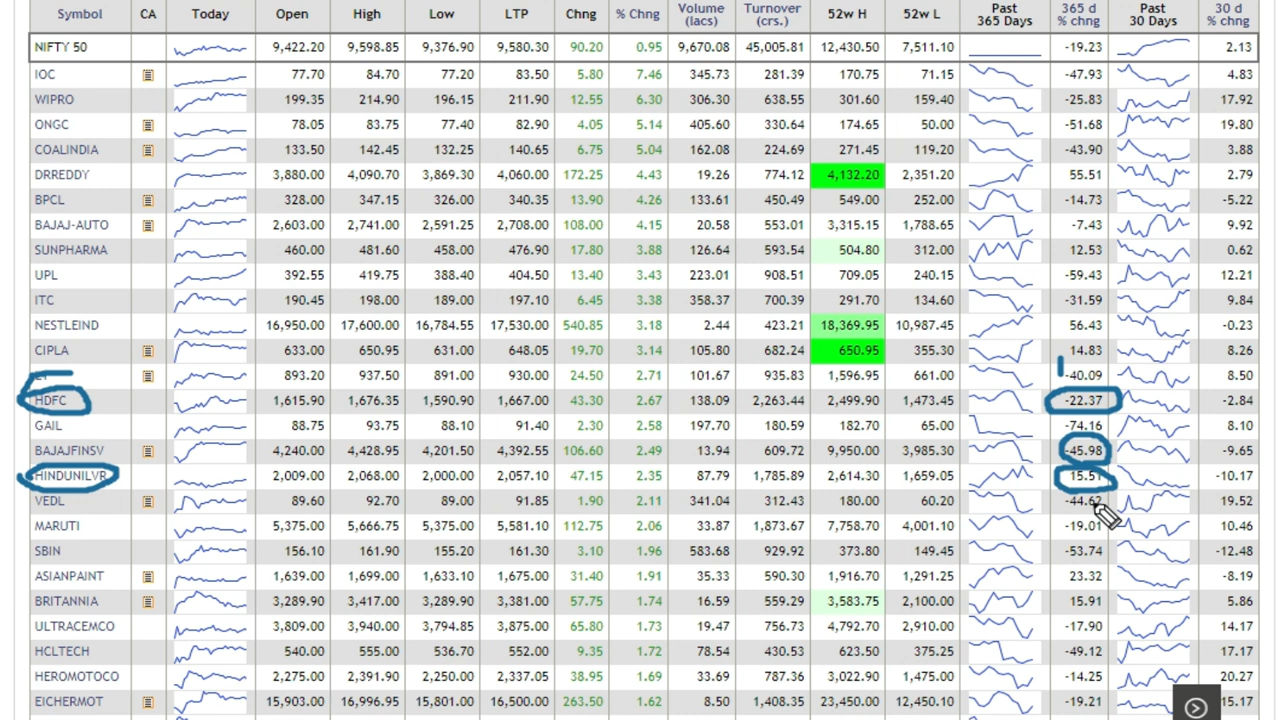 Symbol CA Today Open High Low LTP Chng % Chng Volume (lacs) Turnover (crs.) 52w H 52w L Past 365 Days 365 d % chng Past 30 Days 30 d % chng
NIFTY 50 9,422.20 9,598.85 9,376.90 9,580.30 90.20 0.95 9,670.08 45,005.81 12,430.50 7,511.10 -19.23 2.13
IOC 77.70 84.70 77.20 83.50 5.80 7.46 345.73 281.39 170.75 71.15 -47.93 4.83
WIPRO 199.35 214.90 196.15 211.90 12.55 6.30 306.30 638.55 301.60 159.40 -25.83 17.92
ONGC 78.05 83.75 77.40 82.90 4.05 5.14 405.60 330.64 174.65 50.00 -51.68 19.80
COALINDIA 133.50 142.45 132.25 140.65 6.75 5.04 162.08 224.69 271.45 119.20 -43.90 3.88
DRREDDY 3,880.00 4,090.70 3,869.30 4,060.00 172.25 4.43 19.26 774.12 4,132.20 2,351.20 55.51 2.79
BPCL 328.00 347.15 326.00 340.35 13.90 4.26 133.61 450.49 549.00 252.00 -14.73 -5.22
BAJAJ-AUTO 2,603.00 2,741.00 2,591.25 2,708.00 108.00 4.15 20.58 553.01 3,315.15 1,788.65 -7.43 9.92
SUNPHARMA 460.00 481.60 458.00 476.90 17.80 3.88 126.64 593.54 504.80 312.00 12.53 0.62
UPL 392.55 419.75 388.40 404.50 13.40 3.43 223.01 908.51 709.05 240.15 -59.43 12.21
ITC 190.45 198.00 189.00 197.10 6.45 3.38 358.37 700.39 291.70 134.60 -31.59 9.84
NESTLEIND 16,950.00 17,600.00 16,784.55 17,530.00 540.85 3.18 2.44 423.21 18,369.95 10,987.45 56.43 -0.23
CIPLA 633.00 650.95 631.00 648.05 19.70 3.14 105.80 682.24 650.95 355.30 14.83 8.26
893.20 937.50 891.00 930.00 24.50 2.71 101.67 935.83 1,596.95 661.00 -40.09 8.50
HDFC 1,615.90 1,676.35 1,590.90 1,667.00 43.30 2.67 138.09 2,263.44 2,499.90 1,473.45 -22.37 -2.84
GAIL 88.75 93.75 88.10 91.40 2.30 2.58 197.70 180.59 182.70 65.00 -74.16 8.10
BAJAJFINSV 4,240.00 4,428.95 4,201.50 4,392.55 106.60 2.49 13.94 609.72 9,950.00 3,985.30 -45.98 -9.65
HINDUNILVR 2,009.00 2,068.00 2,000.00 2,057.10 47.15 2.35 87.79 1,785.89 2,614.30 1,659.05 15.51 -10.17
VEDL 89.60 92.70 89.00 91.85 1.90 2.11 341.04 312.43 180.00 60.20 -44.62 19.52
MARUTI 5,375.00 5,666.75 5,375.00 5,581.10 112.75 2.06 33.87 1,873.67 7,758.70 4,001.10 -19.01 10.46
SBIN 156.10 161.90 155.20 161.30 3.10 1.96 583.68 929.92 373.80 149.45 -53.74 -12.48
ASIANPAINT 1,639.00 1,699.00 1,633.10 1,675.00 31.40 1.91 35.33 590.30 1,916.70 1,291.25 23.32 -8.19
BRITANNIA 3,289.90 3,417.00 3,289.90 3,381.00 57.75 1.74 16.59 559.29 3,583.75 2,100.00 15.91 5.86
ULTRACEMCO 3,809.00 3,940.00 3,794.85 3,875.00 65.80 1.73 19.47 756.73 4,792.70 2,910.00 -17.90 14.17
HCLTECH 540.00 555.00 536.70 552.00 9.35 1.72 78.54 430.53 623.50 375.25 -49.12 17.17
HEROMOTOCO 2,275.00 2,391.90 2,250.00 2,337.05 38.95 1.69 33.69 787.36 3,022.90 1,475.00 -14.25 20.27
EICHERMOT 15,903.00 16,996.95 15,801.00 16,500.00 263.50 1.62 8.50 1,408.35 23,450.00 12,450.10 -19.21 15.17